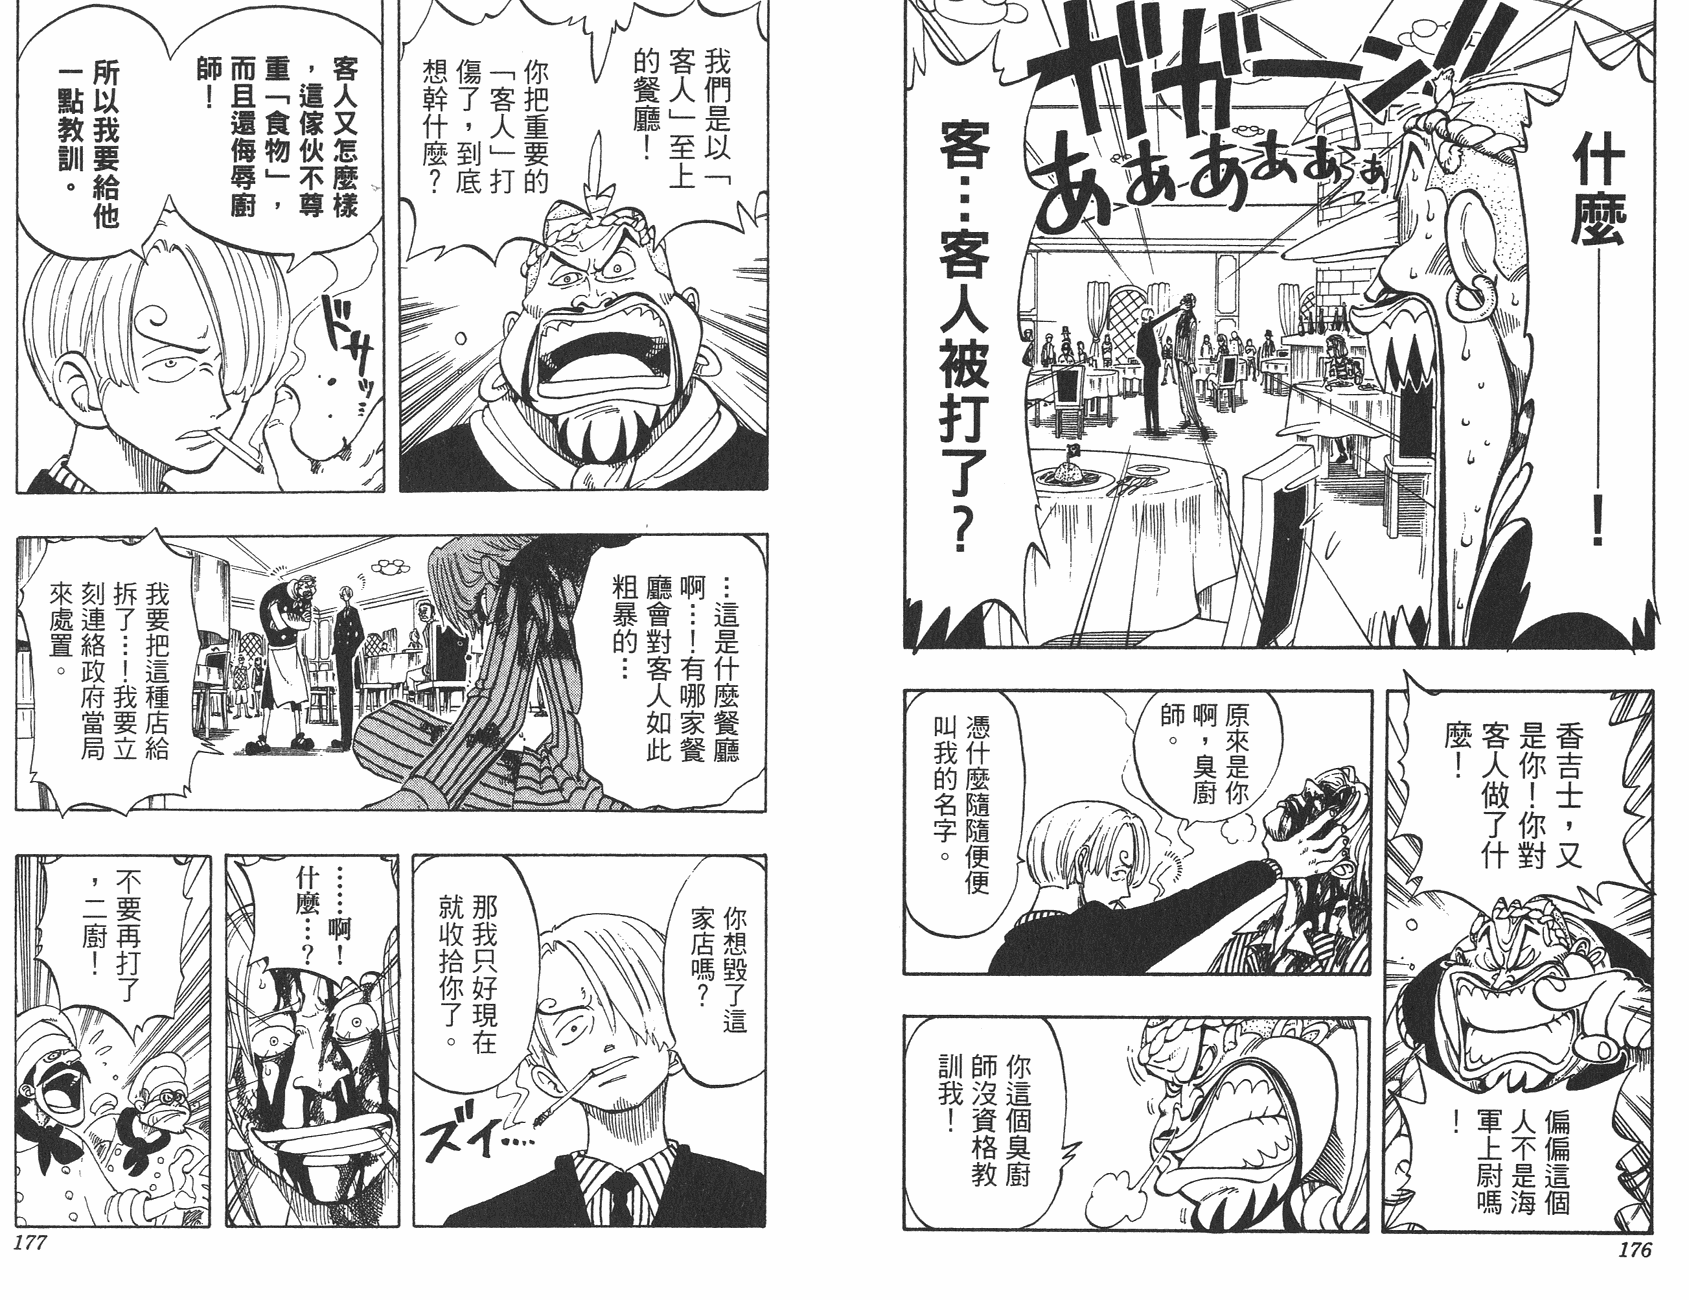 什麼——！
客…客人被打了？
ガガーン!!
あぁぁぁぁぁ
香吉士，又
是你！你對
客人做了什
麼！
偏偏這個
人不是海
軍上尉嗎
！
原來是你
啊，臭廚
師。
憑什麼隨隨便便
叫我的名字。
你這個臭廚
師沒資格教
訓我！
176
我們是以「
客人」至上
的餐廳！
你把重要的
「客人」打
傷了，到底
想幹什麼？
客人又怎麼樣
，這傢伙不尊
重「食物」，
而且還侮辱廚
師！
所以我要給他
一點教訓。
ドサッ
…這是什麼餐廳
啊…！有哪家餐
廳會對客人如此
粗暴的…
我要把這種店給
拆了…！我要立
刻連絡政府當局
來處置。
你想毀了這
家店嗎？
那我只好現在
就收拾你了。
ズイ….
……啊！
什麼…？
不要再打了
，二廚！
177